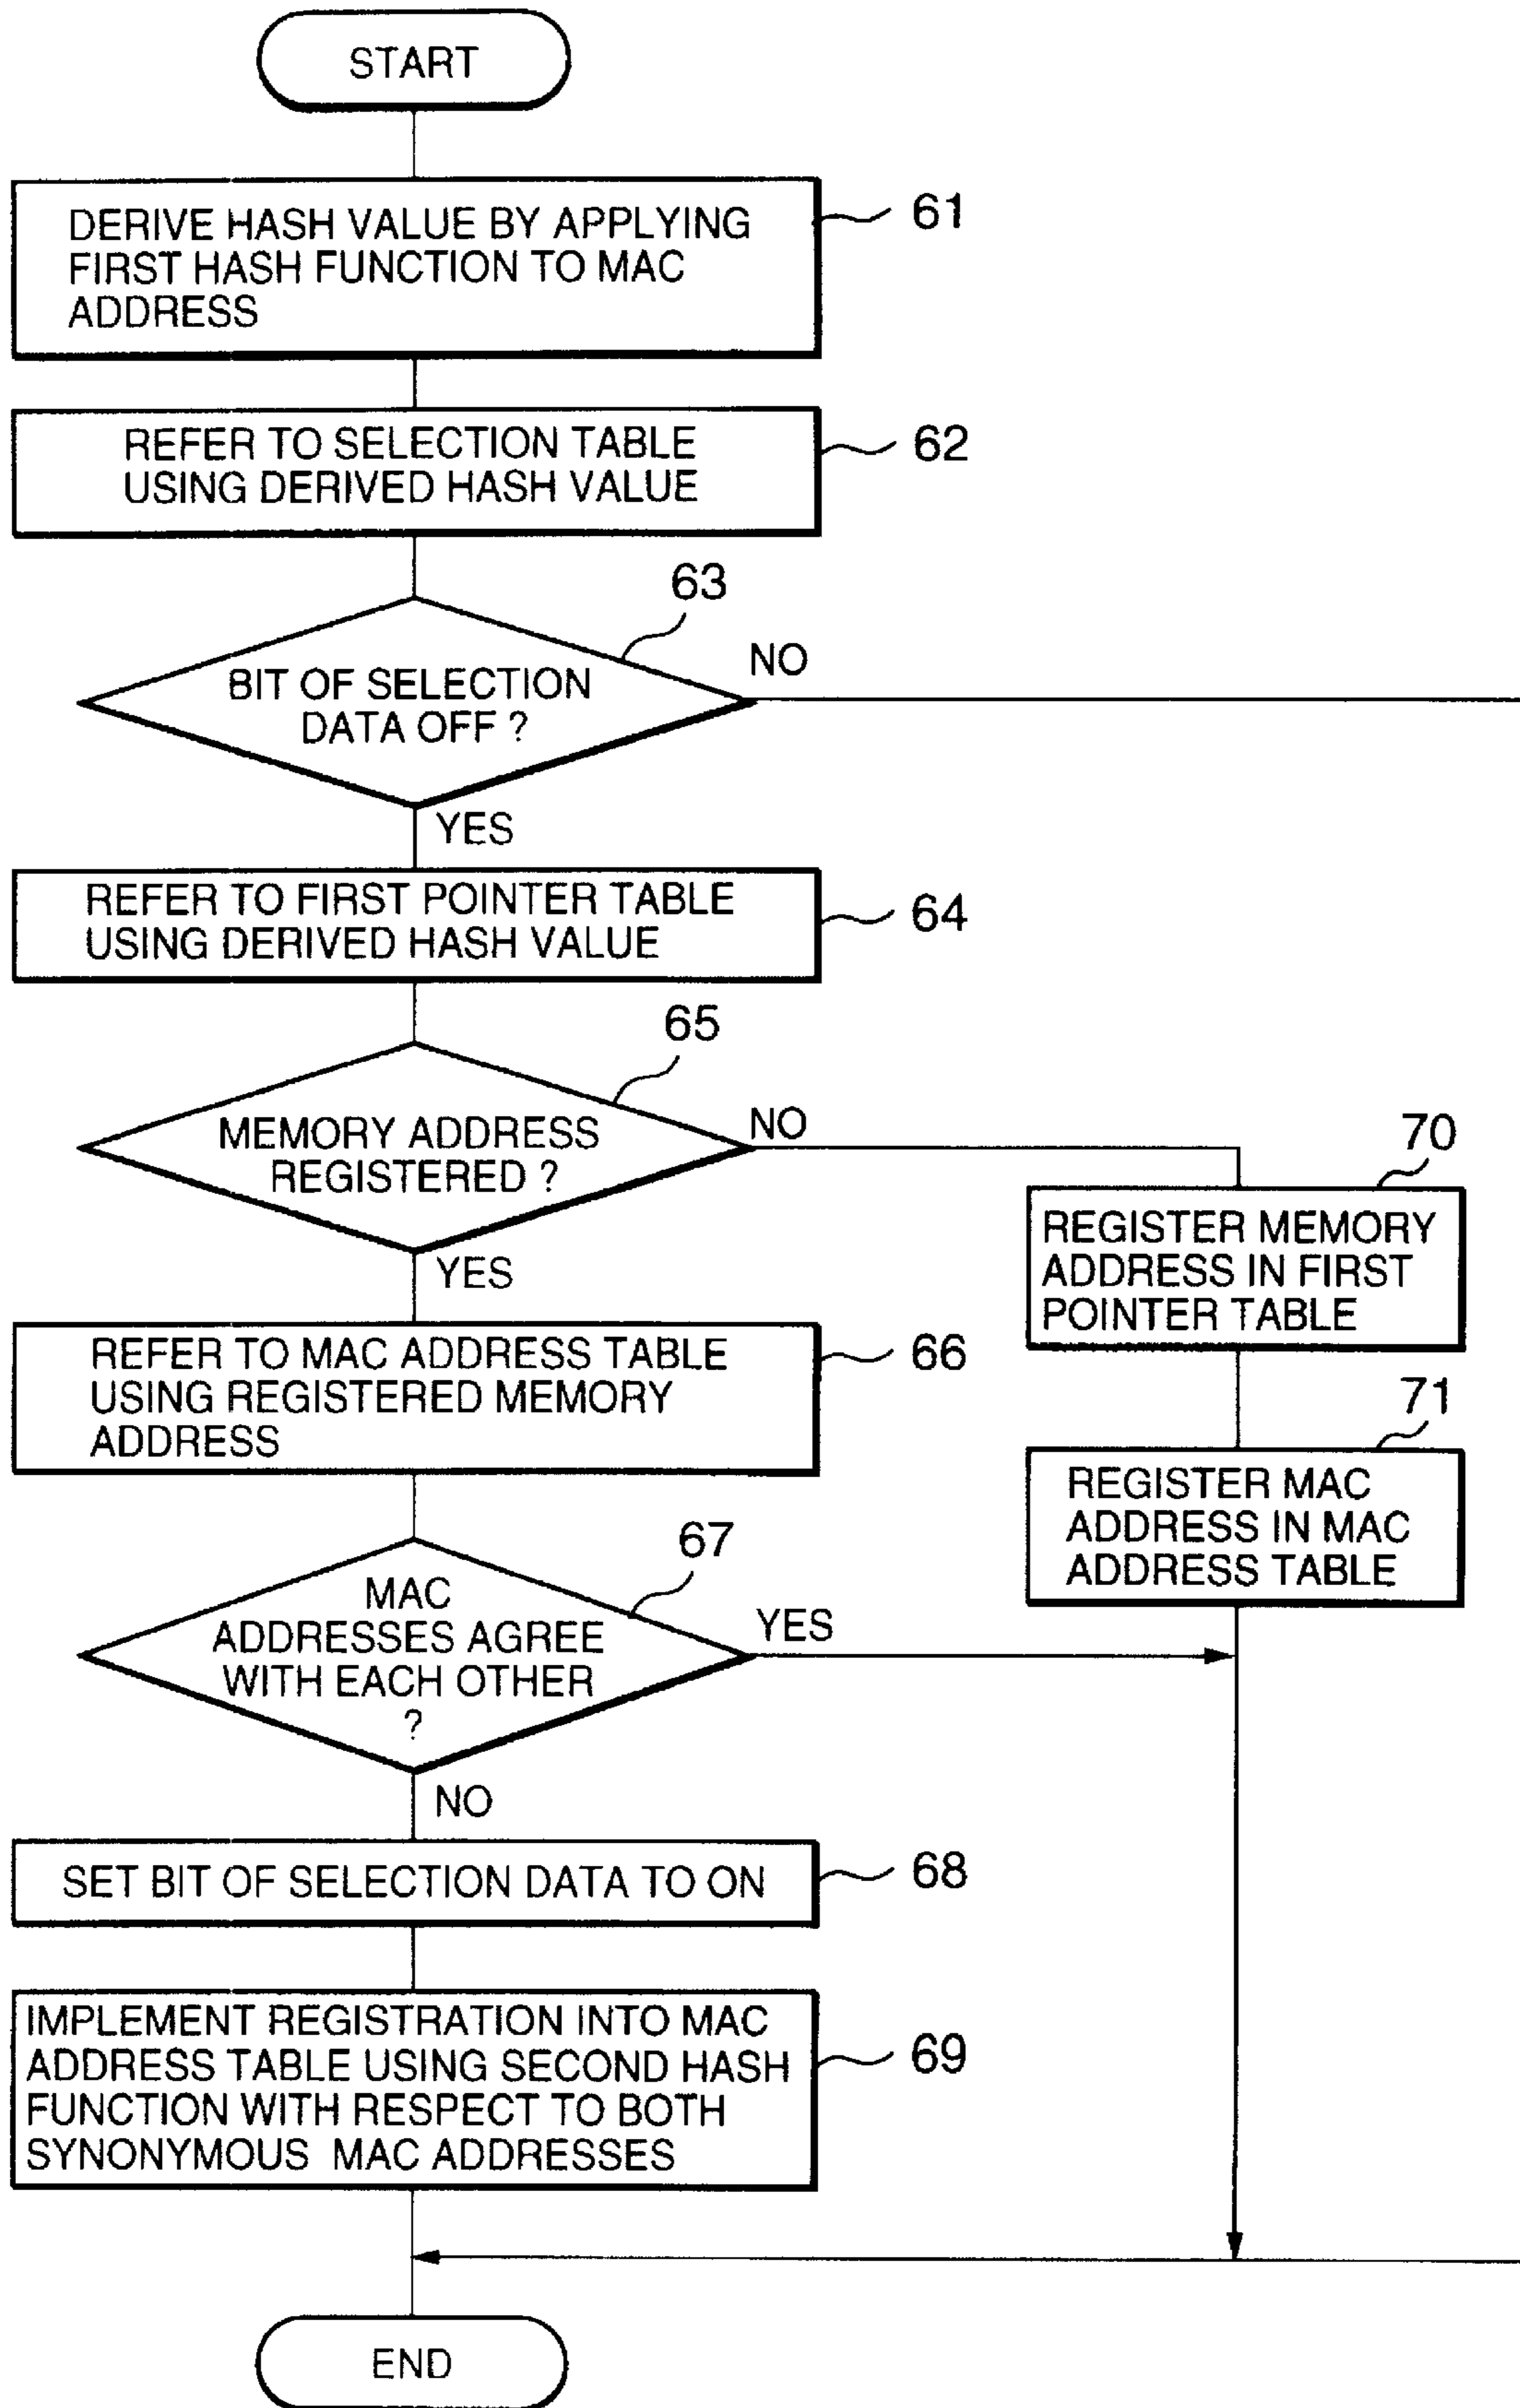 START
DERIVE HASH VALUE BY APPLYING
FIRST HASH FUNCTION TO MAC
ADDRESS
61
REFER TO SELECTION TABLE
USING DERIVED HASH VALUE
62
63
BIT OF SELECTION
DATA OFF ?
NO
YES
REFER TO FIRST POINTER TABLE
USING DERIVED HASH VALUE
64
65
MEMORY ADDRESS
REGISTERED ?
NO
YES
70
REGISTER MEMORY
ADDRESS IN FIRST
POINTER TABLE
REFER TO MAC ADDRESS TABLE
USING REGISTERED MEMORY
ADDRESS
66
71
REGISTER MAC
ADDRESS IN MAC
ADDRESS TABLE
67
MAC
ADDRESSES AGREE
WITH EACH OTHER
?
YES
NO
SET BIT OF SELECTION DATA TO ON
68
IMPLEMENT REGISTRATION INTO MAC
ADDRESS TABLE USING SECOND HASH
FUNCTION WITH RESPECT TO BOTH
SYNONYMOUS MAC ADDRESSES
69
END